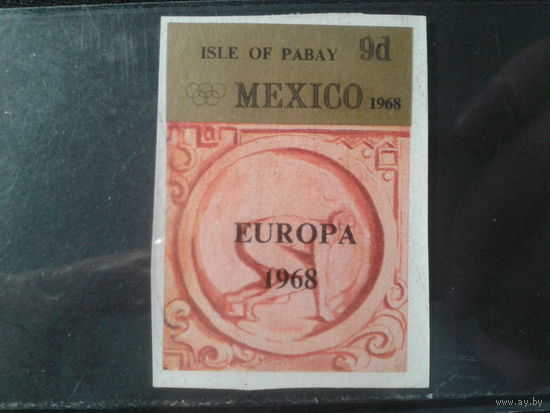 ISLE OF PABAY 9d
MEXICO 1968
EUROPA
1968
www.ay.by